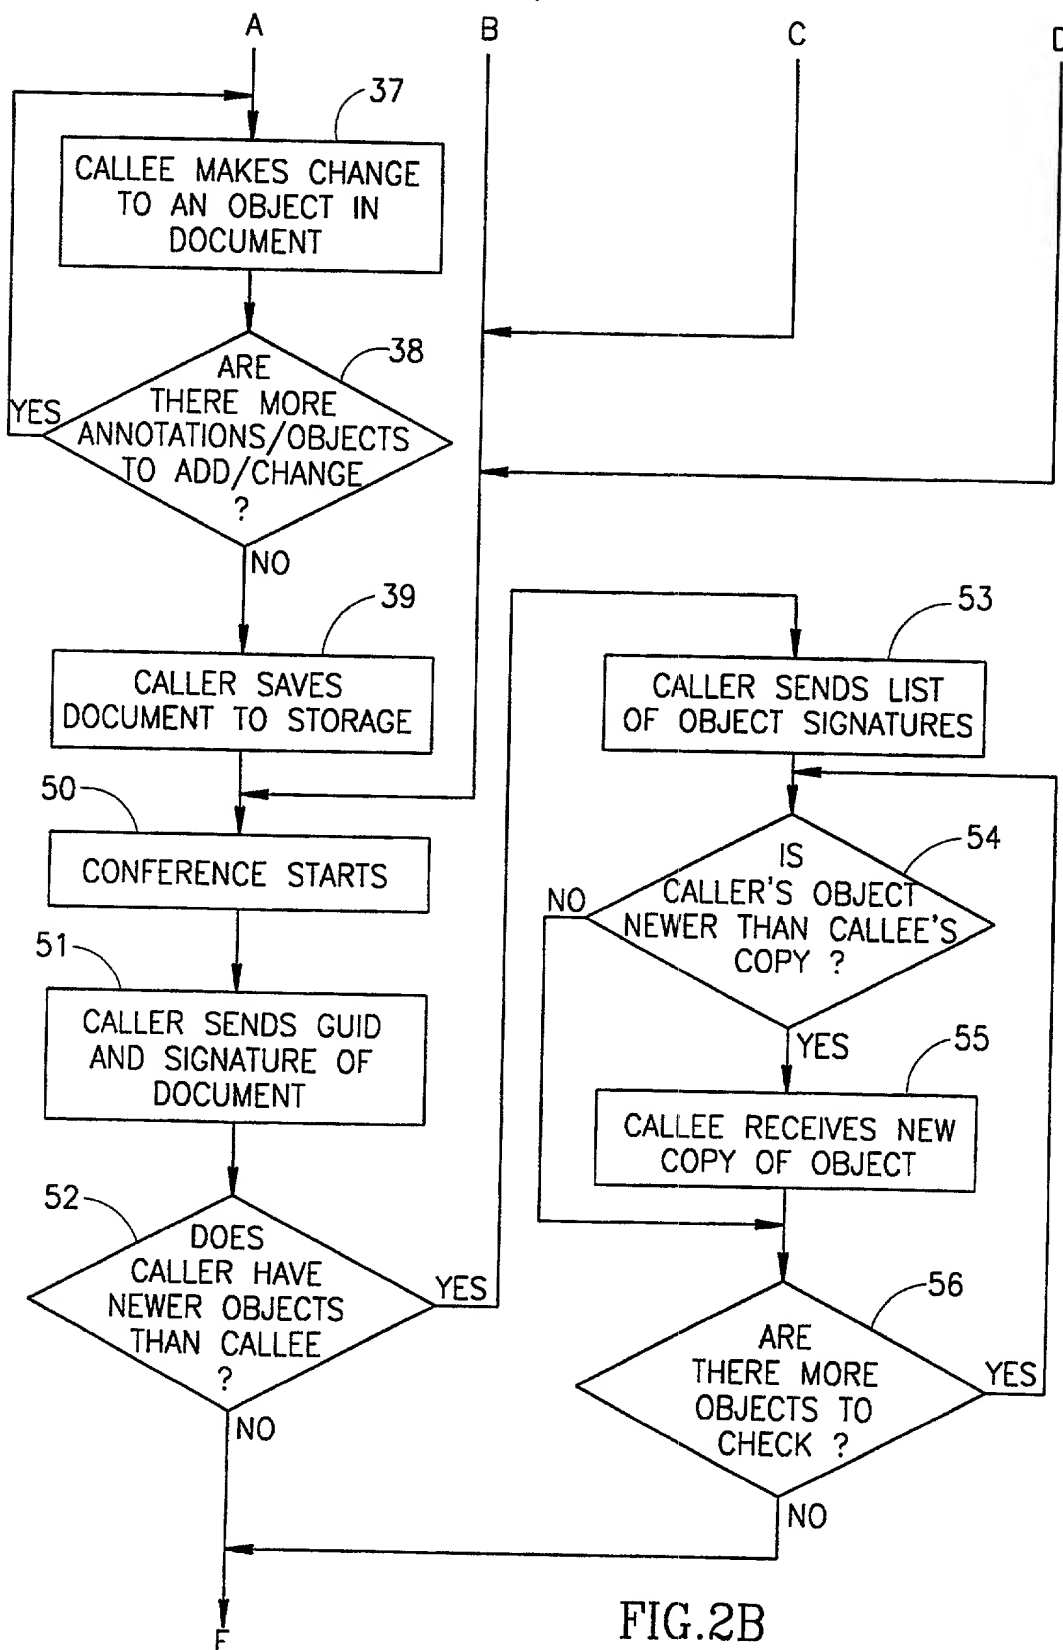 A
B
C
D
37
CALLEE MAKES CHANGE
TO AN OBJECT IN
DOCUMENT
38
ARE
THERE MORE
ANNOTATIONS/OBJECTS
TO ADD/CHANGE
?
YES
NO
39
CALLER SAVES
DOCUMENT TO STORAGE
50
CONFERENCE STARTS
51
CALLER SENDS GUID
AND SIGNATURE OF
DOCUMENT
52
DOES
CALLER HAVE
NEWER OBJECTS
THAN CALLEE
?
YES
NO
53
CALLER SENDS LIST
OF OBJECT SIGNATURES
54
IS
CALLER'S OBJECT
NEWER THAN CALLEE'S
COPY ?
NO
YES
55
CALLEE RECEIVES NEW
COPY OF OBJECT
56
ARE
THERE MORE
OBJECTS TO
CHECK ?
YES
NO
FIG.2B